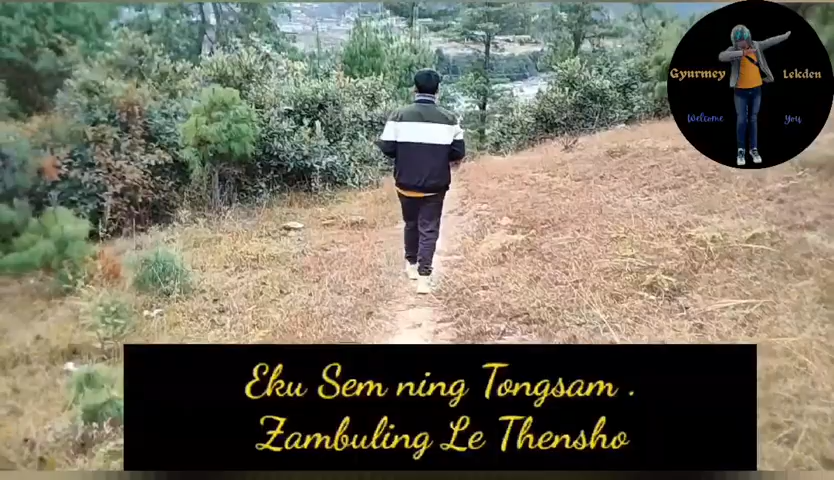 Gyurmey Lekden
Welcome You
Eku Sem ning Tongsam .
Zambuling Le Thensho